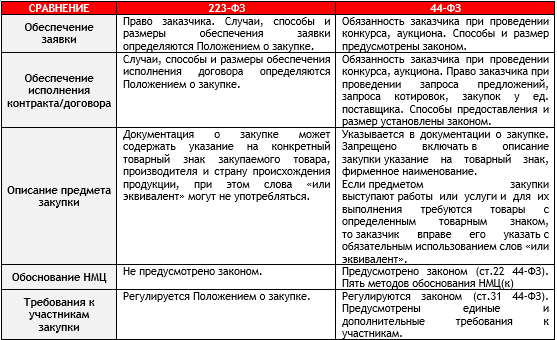 СРАВНЕНИЕ
223-ФЗ
44-ФЗ
Обеспечение
заявки
Право заказчика. Случаи, способы и
размеры обеспечения заявки
определяются Положением о закупке.
Обязанность заказчика при проведении
конкурса, аукциона. Способы и размер
предусмотрены законом.
Обеспечение
исполнения
контракта/договора
Случаи, способы и размеры обеспечения
исполнения договора определяются
Положением о закупке.
Обязанность заказчика при проведении
конкурса, аукциона. Право заказчика при
проведении запроса предложений,
запроса котировок, закупок у ед.
поставщика. Способы предоставления и
размер установлены законом.
Описание предмета
закупки
Документация о закупке может
содержать указание на конкретный
товарный знак закупаемого товара,
производителя и страну происхождения
продукции, при этом слова «или
эквивалент» могут не употребляться.
Указывается в документации о закупке.
Запрещено включать в описание
закупки указание на товарный знак,
фирменное наименование.
Если предметом закупки
выступают работы или услуги и для их
выполнения требуются товары с
определенным товарным знаком,
то заказчик вправе его указать с
обязательным использованием слов «или
эквивалент».
Обоснование НМЦ
Не предусмотрено законом.
Предусмотрено законом (ст.22 44-ФЗ).
Пять методов обоснования НМЦ(к)
Требования к
участникам
закупки
Регулируется Положением о закупке.
Регулируются законом (ст.31 44-ФЗ).
Предусмотрены единые и
дополнительные требования к
участникам.